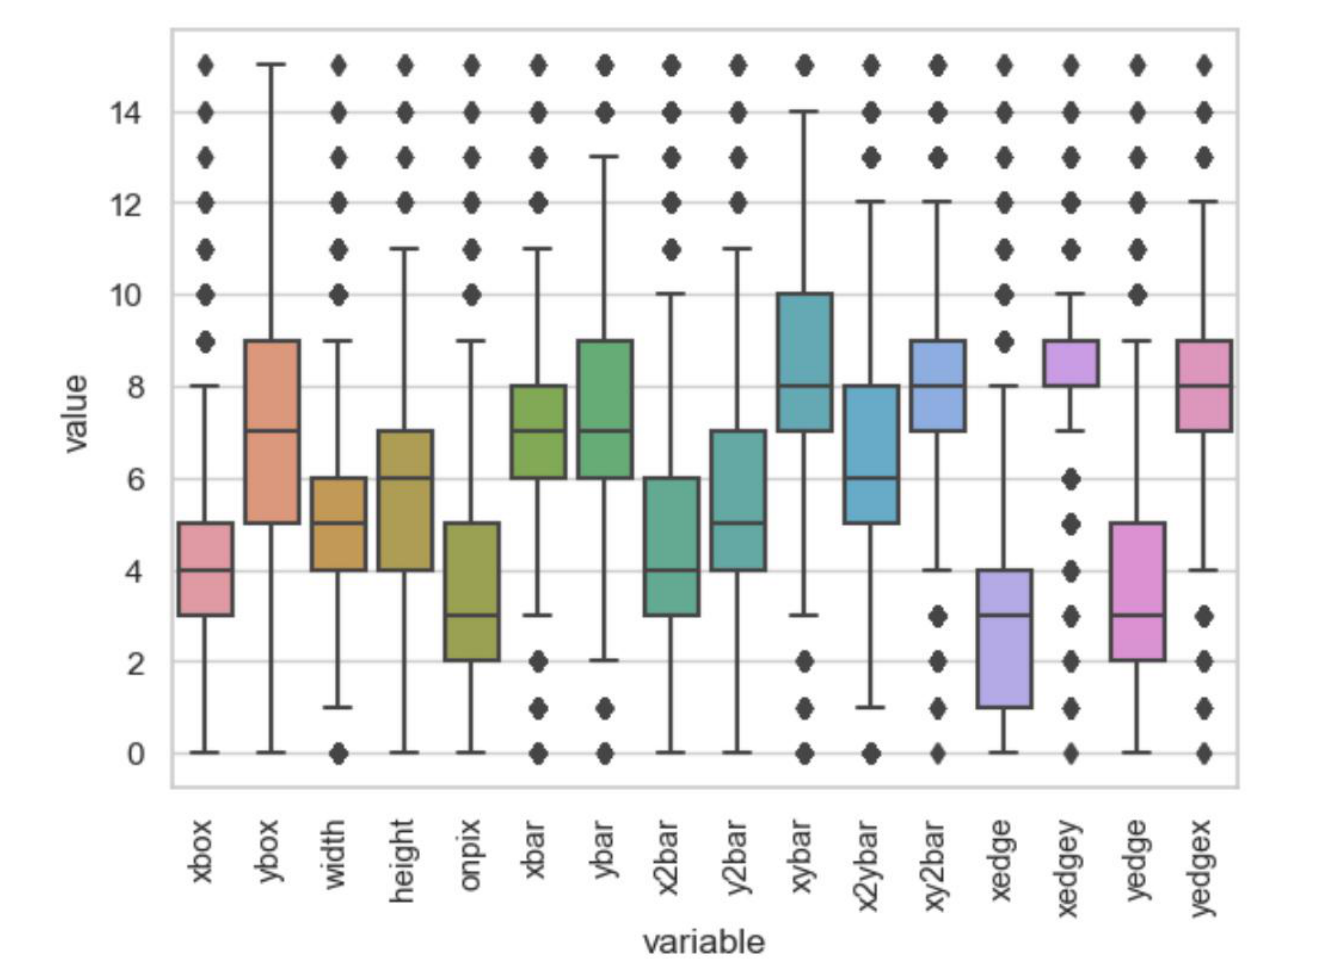 value
14
12
10
8
6
4
2
0
xbox
ybox
width
height
onpix
xbar
ybar
x2bar
y2bar
xybar
x2ybar
xy2bar
xedge
xedgey
yedge
yedgex
variable